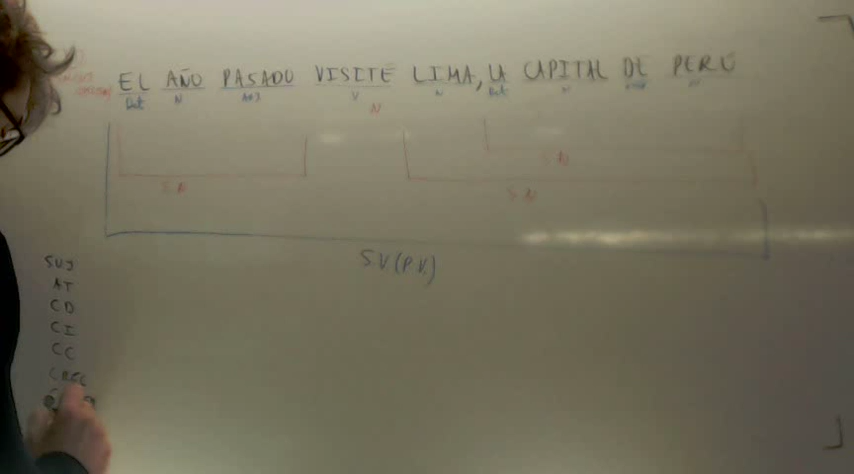 EL AÑO PASADO VISITÉ LIMA, LA CAPITAL DE PERÚ
Det N Adj V N Det N N
N
SN
SN
SN
SV(P.V.)
SUJ
AT
CD
CI
CC
CREG